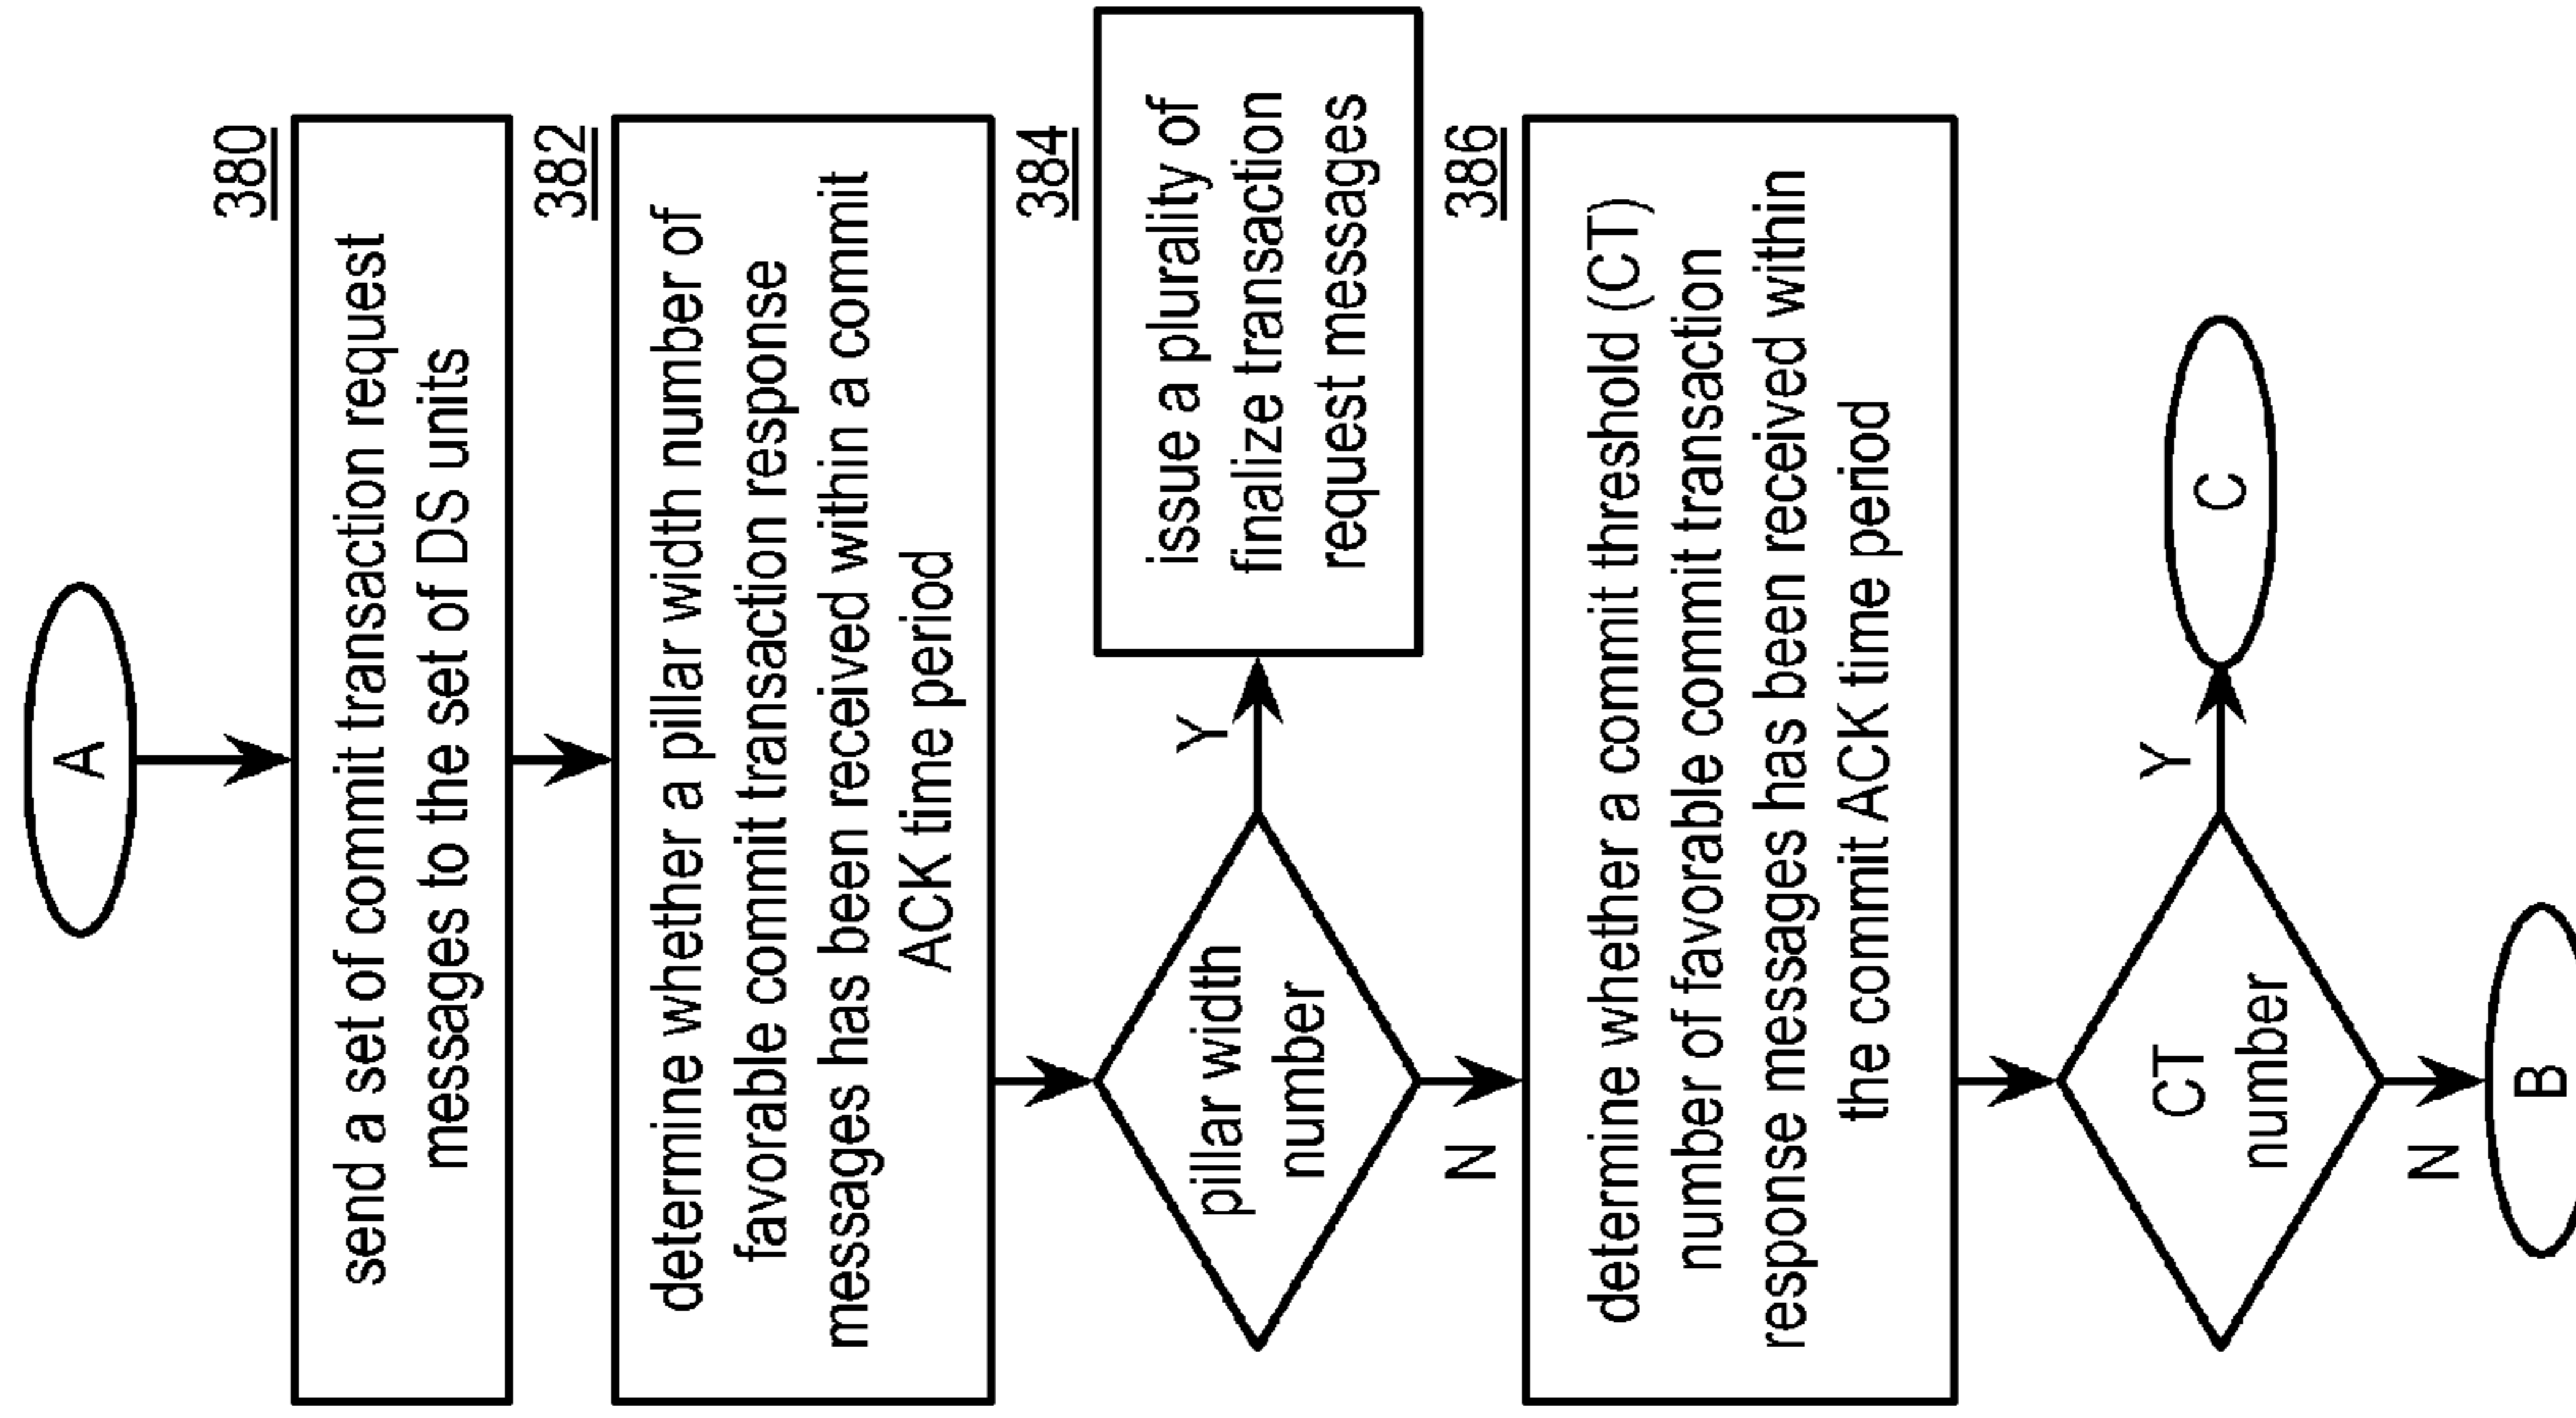 A
380
send a set of commit transaction request
messages to the set of DS units
382
determine whether a pillar width number of
favorable commit transaction response
messages has been received within a commit
ACK time period
384
pillar width
number
Y
issue a plurality of
finalize transaction
request messages
N
386
determine whether a commit threshold (CT)
number of favorable commit transaction
response messages has been received within
the commit ACK time period
CT
number
Y
C
N
B